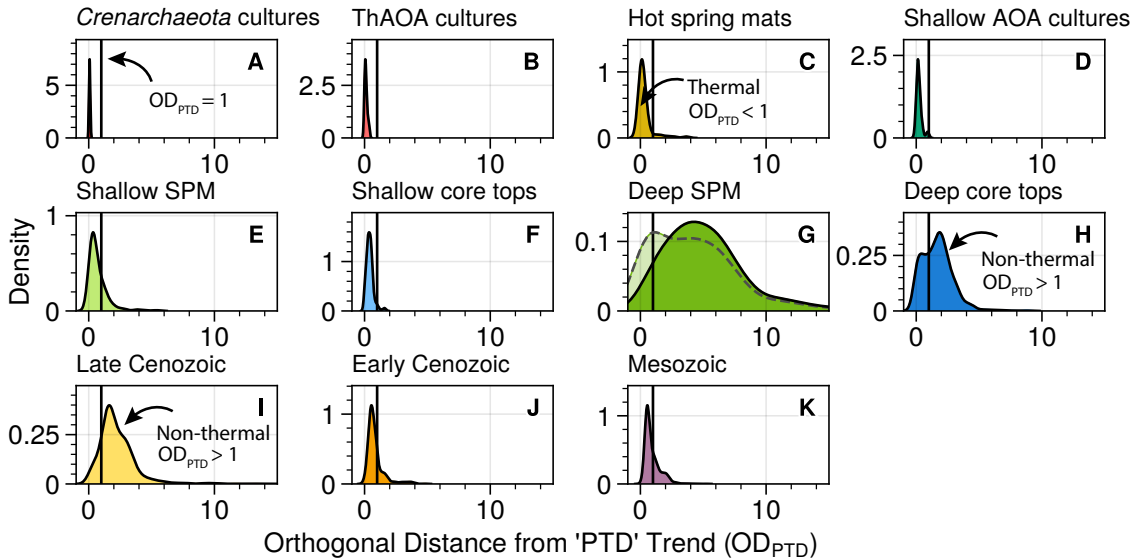 Crenarchaeota cultures
ThAOA cultures
Hot spring mats
Shallow AOA cultures
A
B
C
D
5
0
2.5
0
1
0
2.5
0
OD_PTD = 1
Thermal
OD_PTD < 1
0 10
0 10
0 10
0 10
Shallow SPM
Shallow core tops
Deep SPM
Deep core tops
E
F
G
H
1
0
1
0
0.1
0
0.25
0
Non-thermal
OD_PTD > 1
0 10
0 10
0 10
0 10
Density
Late Cenozoic
Early Cenozoic
Mesozoic
I
J
K
0.25
0
1
0
1
0
Non-thermal
OD_PTD > 1
0 10
0 10
0 10
Orthogonal Distance from 'PTD' Trend (OD_PTD)